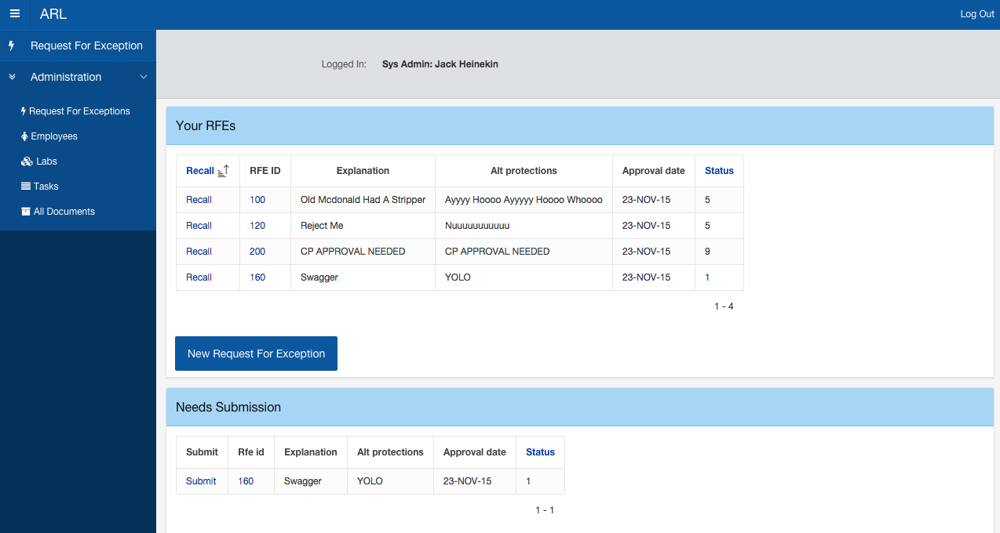 ARL
Log Out
Request For Exception
Administration
Request For Exceptions
Employees
Labs
Tasks
All Documents
Logged In: Sys Admin: Jack Heinekin
Your RFEs
Recall RFE ID Explanation Alt protections Approval date Status
Recall 100 Old Mcdonald Had A Stripper Ayyyy Hoooo Ayyyyy Hoooo Whoooo 23-NOV-15 5
Recall 120 Reject Me Nuuuuuuuuuuu 23-NOV-15 5
Recall 200 CP APPROVAL NEEDED CP APPROVAL NEEDED 23-NOV-15 9
Recall 160 Swagger YOLO 23-NOV-15 1
1 - 4
New Request For Exception
Needs Submission
Submit Rfe id Explanation Alt protections Approval date Status
Submit 160 Swagger YOLO 23-NOV-15 1
1 - 1